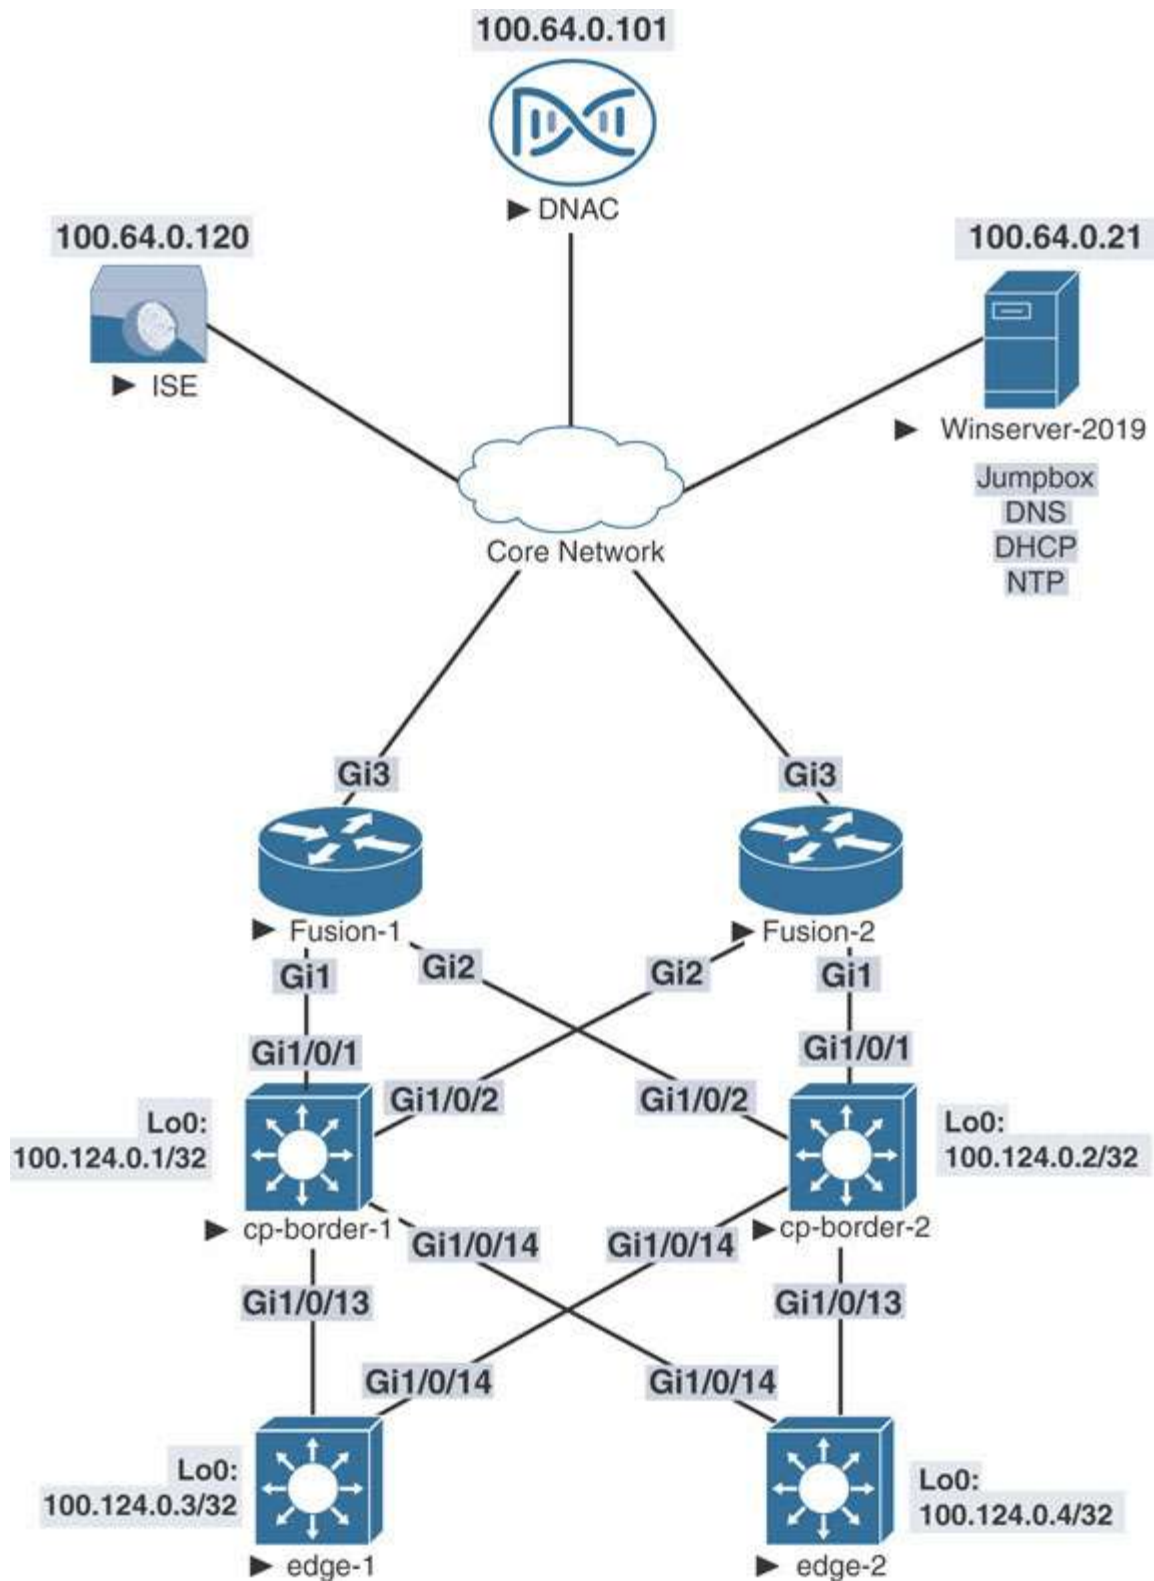 100.64.0.101
DNAC
100.64.0.120
ISE
100.64.0.21
Winserver-2019
Jumpbox
DNS
DHCP
NTP
Core Network
Gi3
Gi3
Fusion-1
Fusion-2
Gi1
Gi2
Gi2
Gi1
Gi1/0/1
Gi1/0/2
Gi1/0/2
Gi1/0/1
Lo0:
100.124.0.1/32
Lo0:
100.124.0.2/32
cp-border-1
cp-border-2
Gi1/0/14
Gi1/0/14
Gi1/0/13
Gi1/0/13
Gi1/0/14
Gi1/0/14
Lo0:
100.124.0.3/32
Lo0:
100.124.0.4/32
edge-1
edge-2